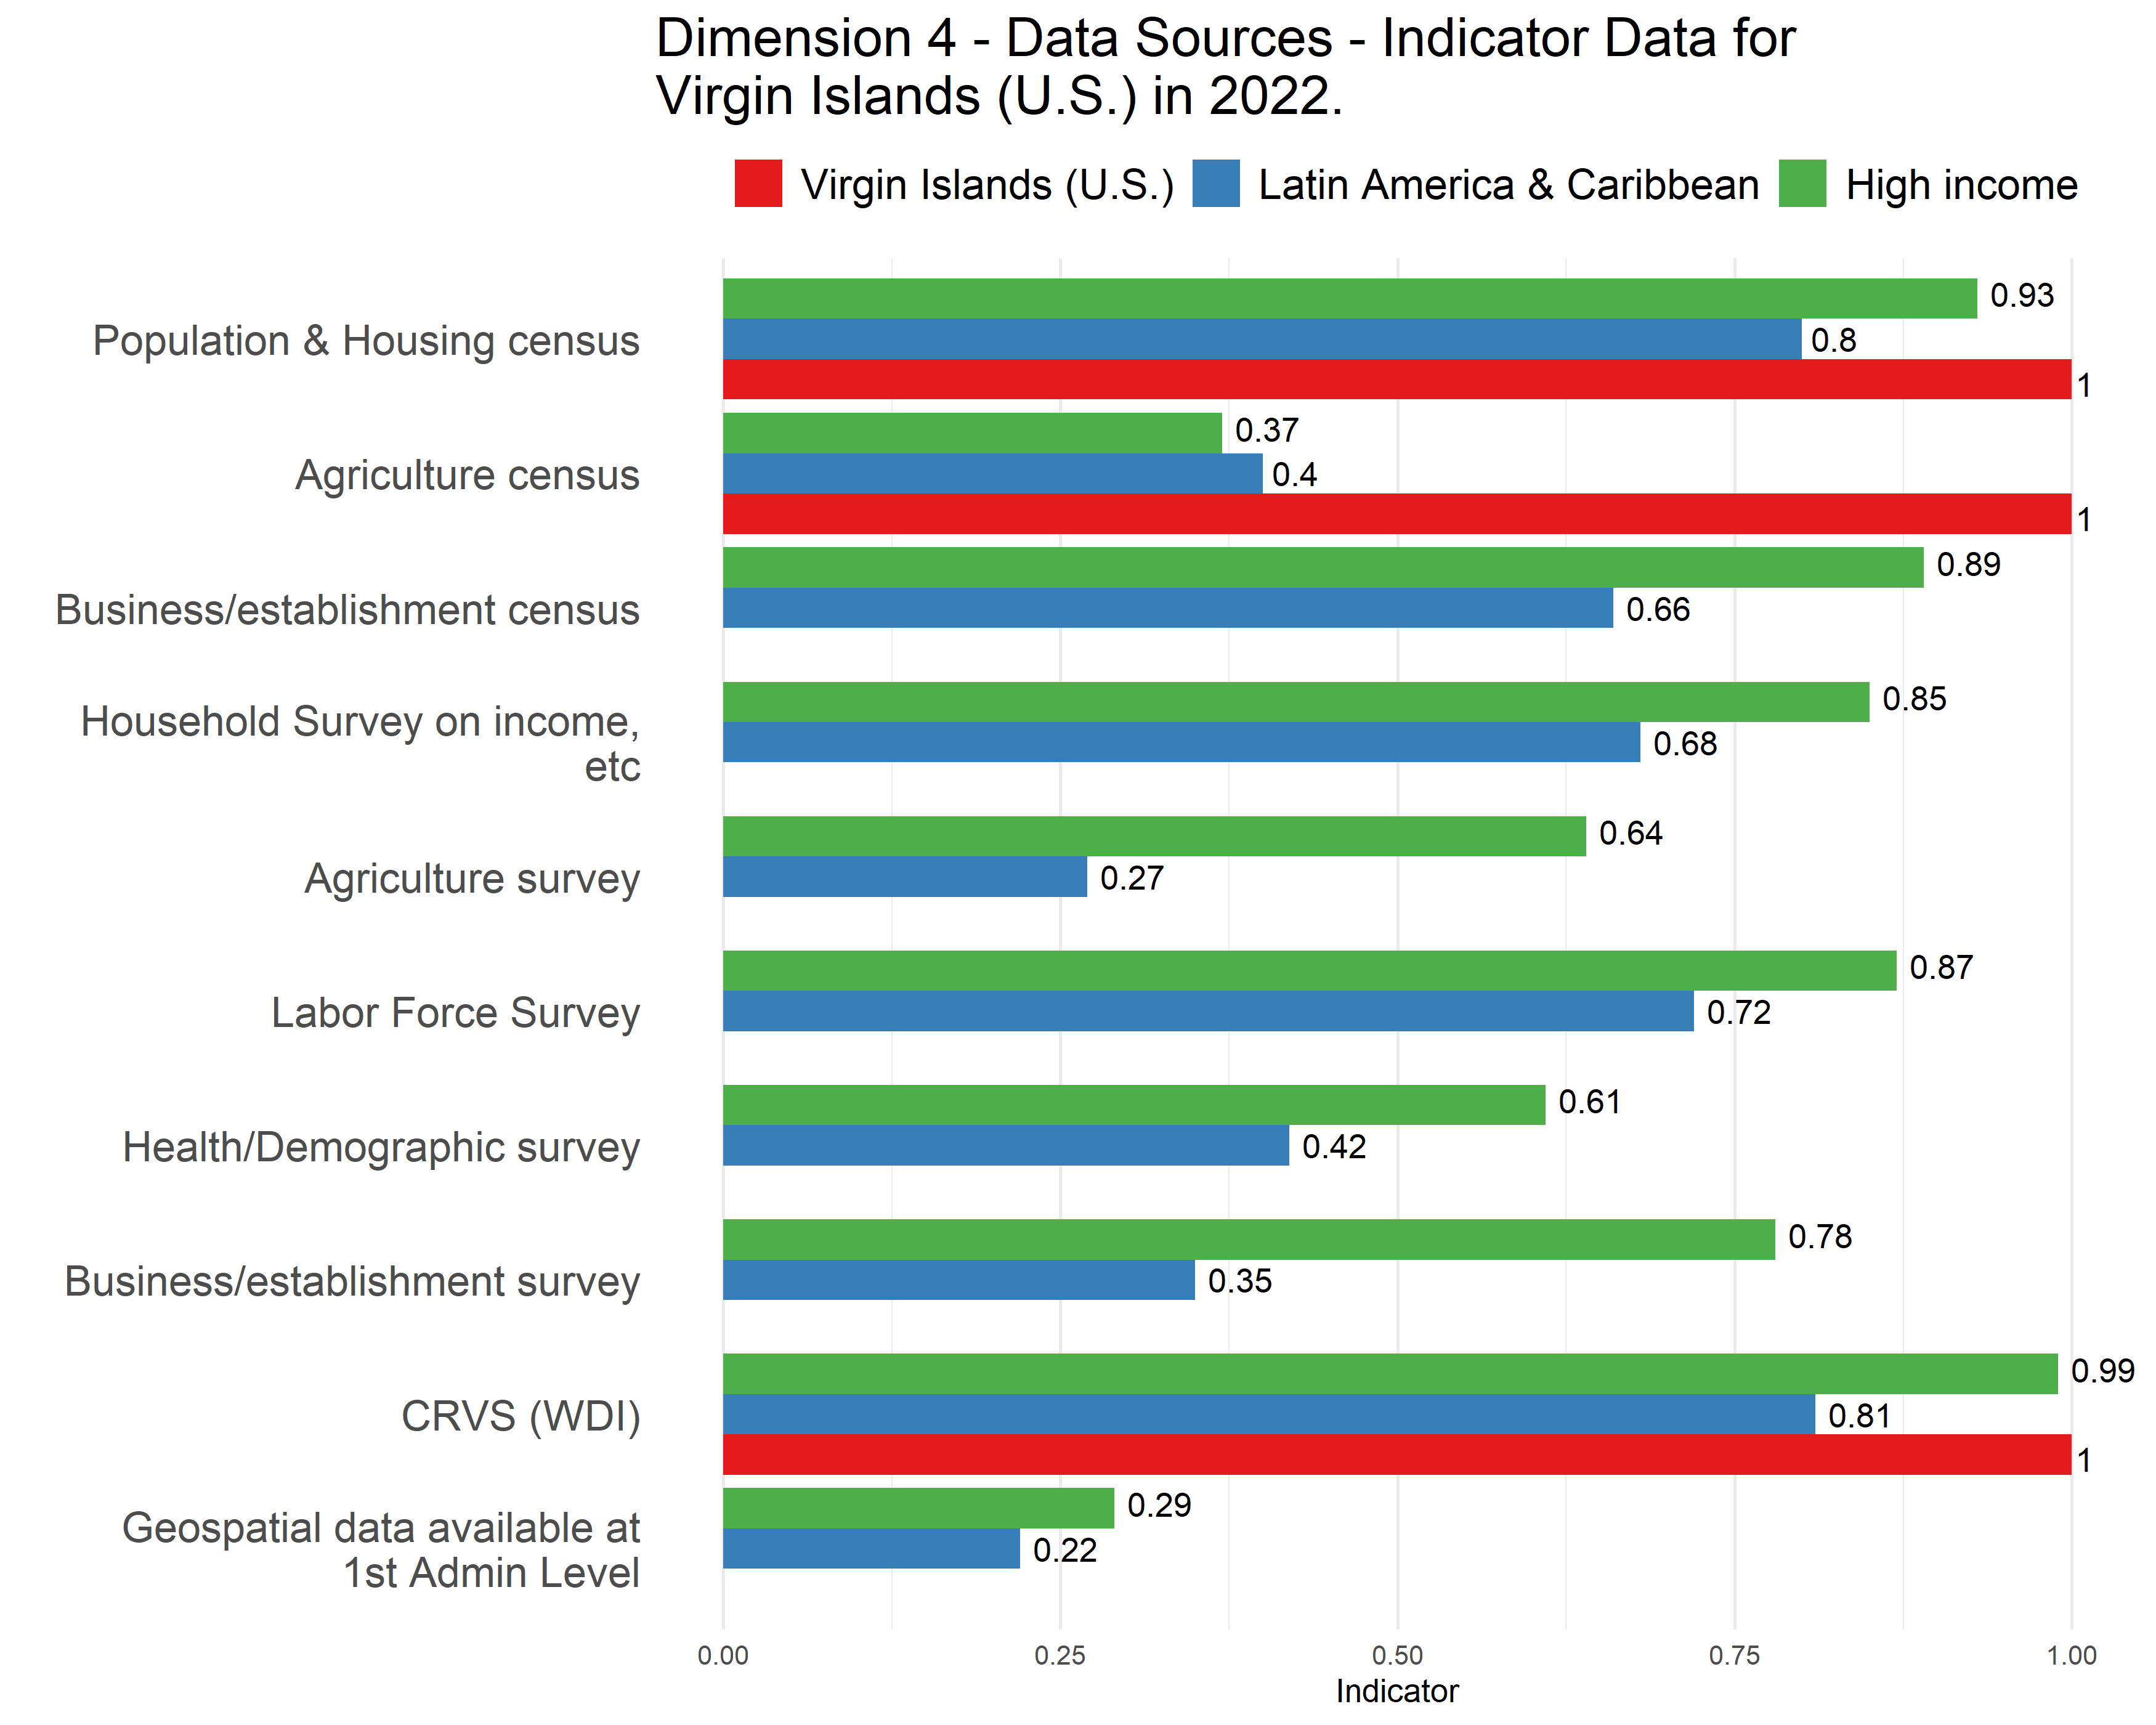 Dimension 4 - Data Sources - Indicator Data for
Virgin Islands (U.S.) in 2022.
Virgin Islands (U.S.) Latin America & Caribbean High income
Population & Housing census
0.93
0.8
1
Agriculture census
0.37
0.4
1
Business/establishment census
0.89
0.66
Household Survey on income,
etc
0.85
0.68
Agriculture survey
0.64
0.27
Labor Force Survey
0.87
0.72
Health/Demographic survey
0.61
0.42
Business/establishment survey
0.78
0.35
CRVS (WDI)
0.99
0.81
1
Geospatial data available at
1st Admin Level
0.29
0.22
0.00 0.25 0.50 0.75 1.00
Indicator